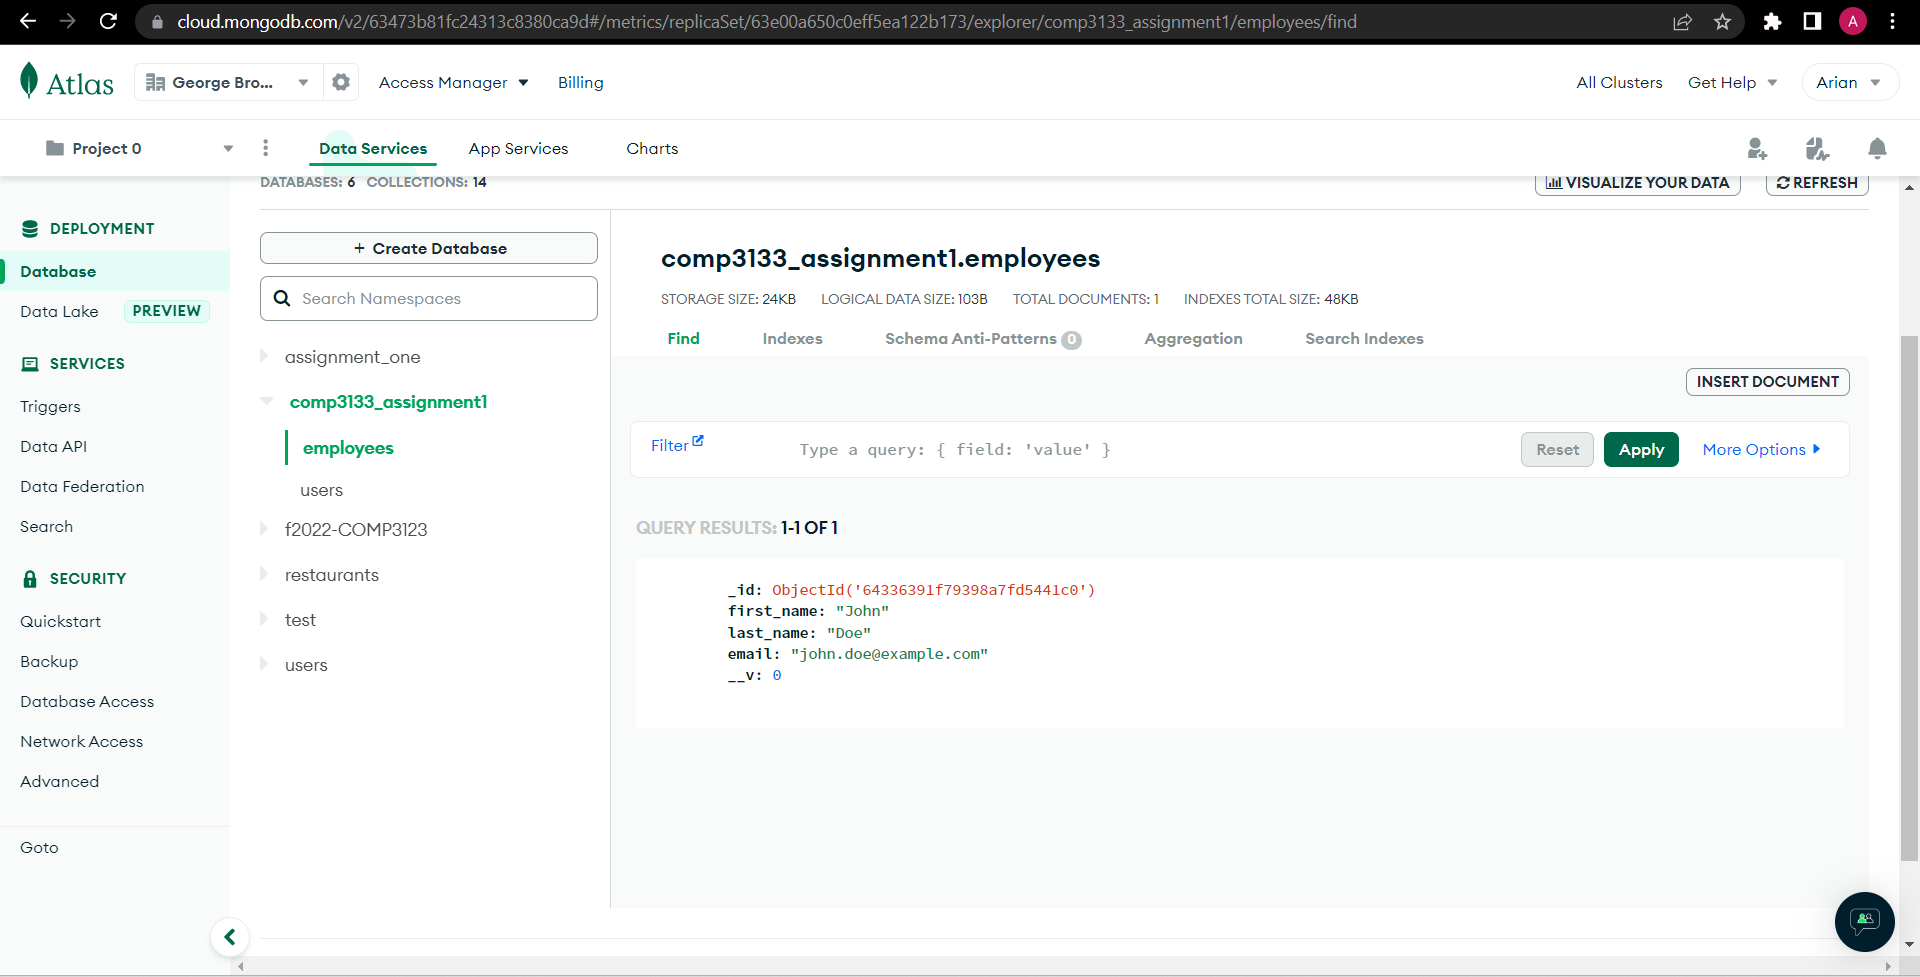 cloud.mongodb.com/v2/63473b81fc24313c8380ca9d#/metrics/replicaSet/63e00a650c0eff5ea122b173/explorer/comp3133_assignment1/employees/find
A
Atlas
George Bro...
Access Manager
Billing
All Clusters
Get Help
Arian
Project 0
Data Services
App Services
Charts
DATABASES: 6 COLLECTIONS: 14
VISUALIZE YOUR DATA
REFRESH
DEPLOYMENT
Database
Data Lake PREVIEW
SERVICES
Triggers
Data API
Data Federation
Search
SECURITY
Quickstart
Backup
Database Access
Network Access
Advanced
Goto
+ Create Database
Search Namespaces
assignment_one
comp3133_assignment1
employees
users
f2022-COMP3123
restaurants
test
users
comp3133_assignment1.employees
STORAGE SIZE: 24KB LOGICAL DATA SIZE: 103B TOTAL DOCUMENTS: 1 INDEXES TOTAL SIZE: 48KB
Find Indexes Schema Anti-Patterns 0 Aggregation Search Indexes
INSERT DOCUMENT
Filter Type a query: { field: 'value' } Reset Apply More Options
QUERY RESULTS: 1-1 OF 1
_id: ObjectId('64336391f79398a7fd5441c0')
first_name: "John"
last_name: "Doe"
email: "john.doe@example.com"
__v: 0